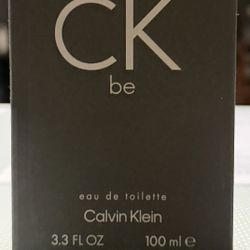 CK
be
eau de toilette
Calvin Klein
3.3 FL OZ 100 ml ℮